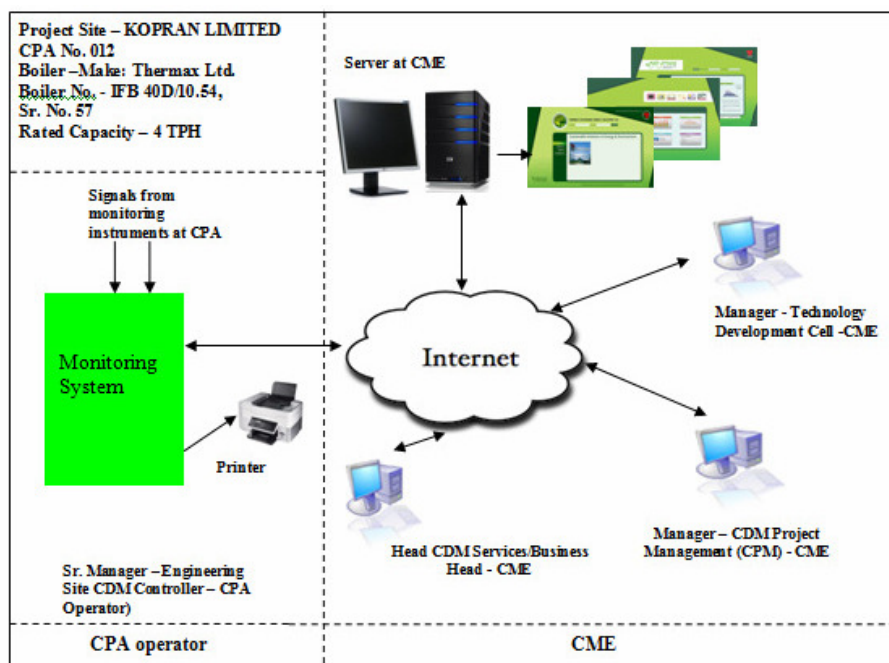 Project Site – KOPRAN LIMITED
CPA No. 012
Boiler –Make: Thermax Ltd.
Boiler No. - IFB 40D/10.54,
Sr. No. 57
Rated Capacity – 4 TPH
Server at CME
Signals from
monitoring
instruments at CPA
Monitoring
System
Printer
Internet
Manager - Technology
Development Cell -CME
Manager – CDM Project
Management (CPM) - CME
Head CDM Services/Business
Head - CME
Sr. Manager –Engineering
Site CDM Controller – CPA
Operator)
CPA operator
CME